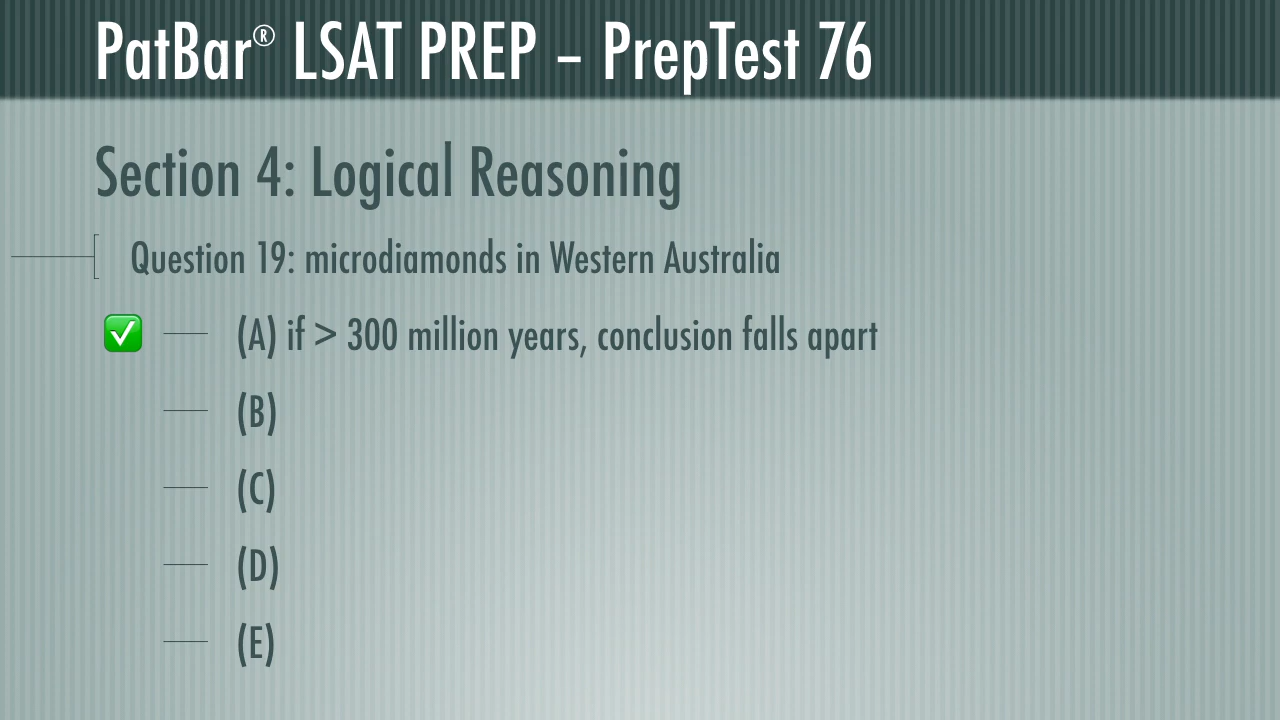 PatBar® LSAT PREP – PrepTest 76
Section 4: Logical Reasoning
Question 19: microdiamonds in Western Australia
(A) if > 300 million years, conclusion falls apart
(B)
(C)
(D)
(E)